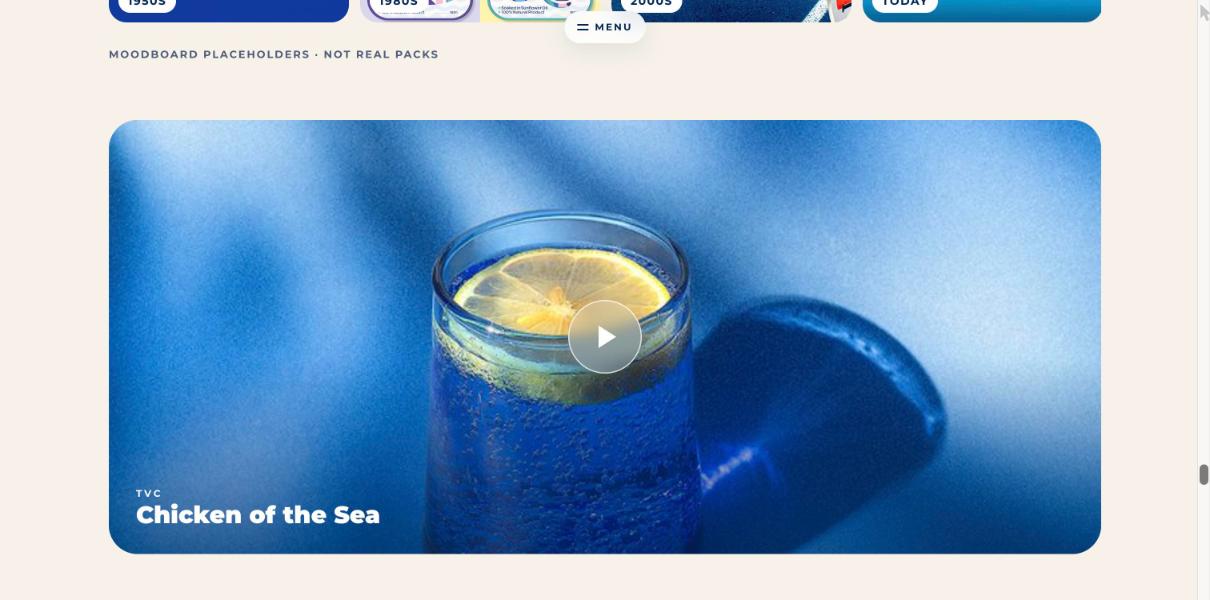 1950S
1980S
2000S
TODAY
MENU
MOODBOARD PLACEHOLDERS · NOT REAL PACKS
TVC
Chicken of the Sea